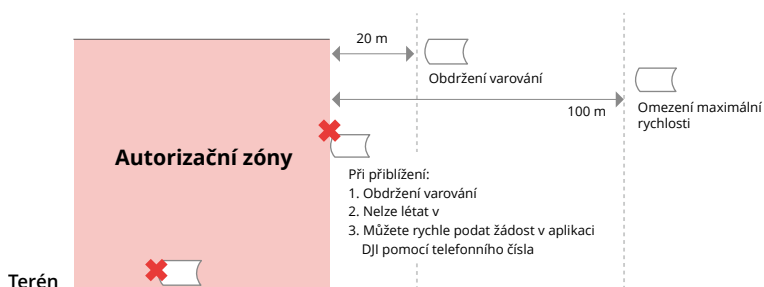 20 m
Obdržení varování
100 m
Omezení maximální
rychlosti
Autorizační zóny
Při přiblížení:
1. Obdržení varování
2. Nelze létat v
3. Můžete rychle podat žádost v aplikaci
DJI pomocí telefonního čísla
Terén